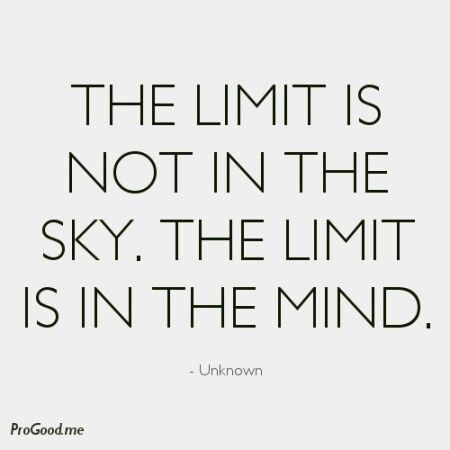 THE LIMIT IS
NOT IN THE
SKY. THE LIMIT
IS IN THE MIND.
- Unknown
ProGood.me